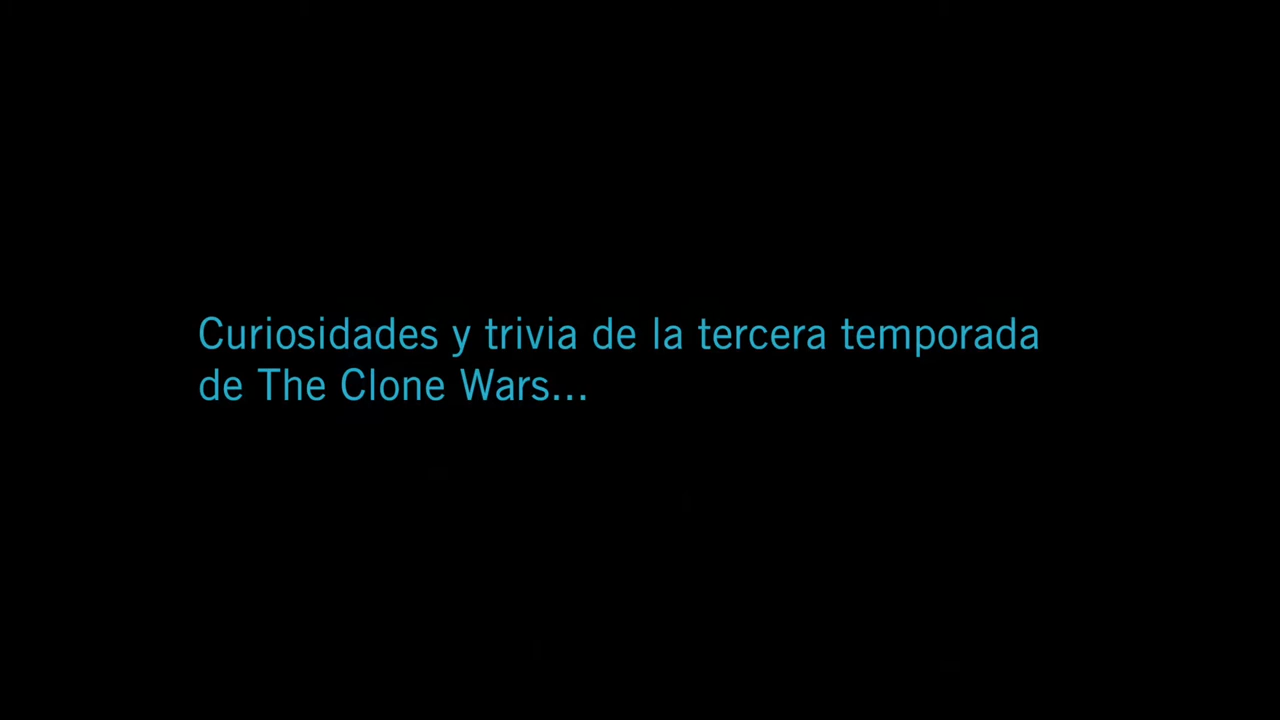 Curiosidades y trivia de la tercera temporada
de The Clone Wars...